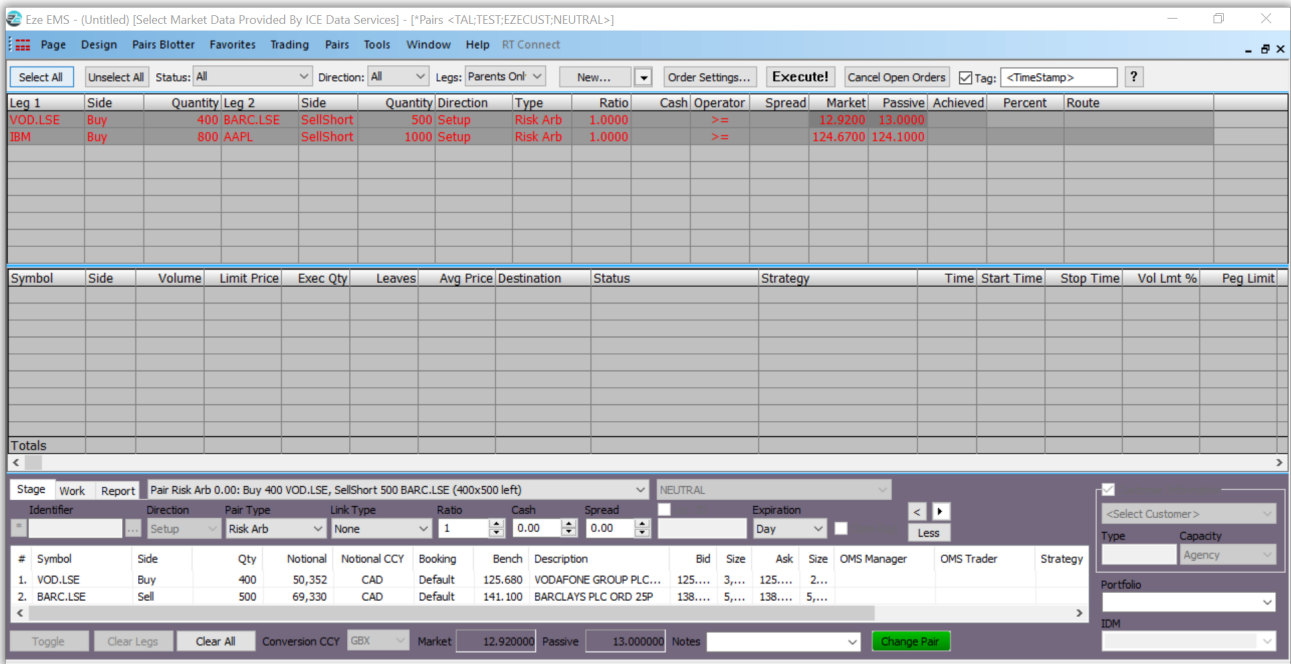 Eze EMS - (Untitled) [Select Market Data Provided By ICE Data Services] - [*Pairs <TAL;TEST;EZECUST;NEUTRAL>]
Page Design Pairs Blotter Favorites Trading Pairs Tools Window Help RT Connect
Select All Unselect All Status: All Direction: All Legs: Parents Onl New... Order Settings... Execute! Cancel Open Orders Tag: <TimeStamp> ?
Leg 1 Side Quantity Leg 2 Side Quantity Direction Type Ratio Cash Operator Spread Market Passive Achieved Percent Route
VOD.LSE Buy 400 BARC.LSE SellShort 500 Setup Risk Arb 1.0000 >= 12.9200 13.0000
IBM Buy 800 AAPL SellShort 1000 Setup Risk Arb 1.0000 >= 124.6700 124.1000
Symbol Side Volume Limit Price Exec Qty Leaves Avg Price Destination Status Strategy Time Start Time Stop Time Vol Lmt % Peg Limit
Totals
Stage Work Report Pair Risk Arb 0.00: Buy 400 VOD.LSE, SellShort 500 BARC.LSE (400x500 left) NEUTRAL
Identifier Direction Pair Type Link Type Ratio Cash Spread Expiration
* ... Setup Risk Arb None 1 0.00 0.00 Day < Less
<Select Customer>
Type Capacity
Agency
# Symbol Side Qty Notional Notional CCY Booking Bench Description Bid Size Ask Size OMS Manager OMS Trader Strategy
1. VOD.LSE Buy 400 50,352 CAD Default 125.680 VODAFONE GROUP PLC... 125.... 3,... 125.... 2...
2. BARC.LSE Sell 500 69,330 CAD Default 141.100 BARCLAYS PLC ORD 25P 138.... 5,... 138.... 5,...
Portfolio
IDM
Toggle Clear Legs Clear All Conversion CCY GBX Market 12.920000 Passive 13.000000 Notes Change Pair